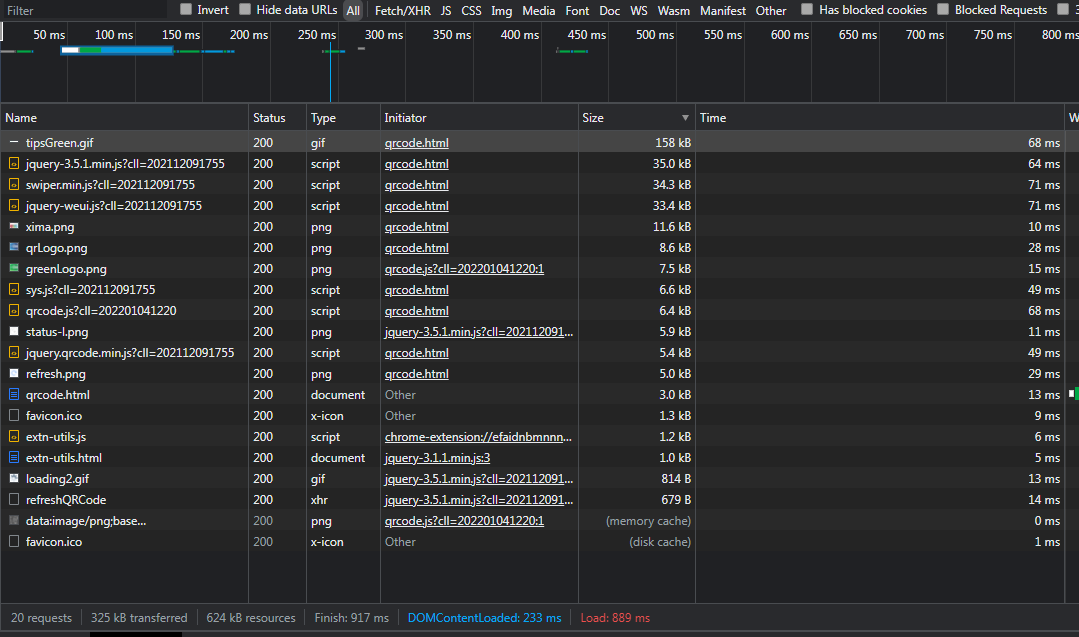 Filter Invert Hide data URLs All Fetch/XHR JS CSS Img Media Font Doc WS Wasm Manifest Other Has blocked cookies Blocked Requests
50 ms 100 ms 150 ms 200 ms 250 ms 300 ms 350 ms 400 ms 450 ms 500 ms 550 ms 600 ms 650 ms 700 ms 750 ms 800 ms
Name Status Type Initiator Size Time W
tipsGreen.gif 200 gif qrcode.html 158 kB 68 ms
jquery-3.5.1.min.js?cll=202112091755 200 script qrcode.html 35.0 kB 64 ms
swiper.min.js?cll=202112091755 200 script qrcode.html 34.3 kB 71 ms
jquery-weui.js?cll=202112091755 200 script qrcode.html 33.4 kB 71 ms
xima.png 200 png qrcode.html 11.6 kB 10 ms
qrLogo.png 200 png qrcode.html 8.6 kB 28 ms
greenLogo.png 200 png qrcode.js?cll=202201041220:1 7.5 kB 15 ms
sys.js?cll=202112091755 200 script qrcode.html 6.6 kB 49 ms
qrcode.js?cll=202201041220 200 script qrcode.html 6.4 kB 68 ms
status-l.png 200 png jquery-3.5.1.min.js?cll=202112091... 5.9 kB 11 ms
jquery.qrcode.min.js?cll=202112091755 200 script qrcode.html 5.4 kB 49 ms
refresh.png 200 png qrcode.html 5.0 kB 29 ms
qrcode.html 200 document Other 3.0 kB 13 ms
favicon.ico 200 x-icon Other 1.3 kB 9 ms
extn-utils.js 200 script chrome-extension://efaidnbmnnn... 1.2 kB 6 ms
extn-utils.html 200 document jquery-3.1.1.min.js:3 1.0 kB 5 ms
loading2.gif 200 gif jquery-3.5.1.min.js?cll=202112091... 814 B 13 ms
refreshQRCode 200 xhr jquery-3.5.1.min.js?cll=202112091... 679 B 14 ms
data:image/png;base... 200 png qrcode.js?cll=202201041220:1 (memory cache) 0 ms
favicon.ico 200 x-icon Other (disk cache) 1 ms
20 requests 325 kB transferred 624 kB resources Finish: 917 ms DOMContentLoaded: 233 ms Load: 889 ms